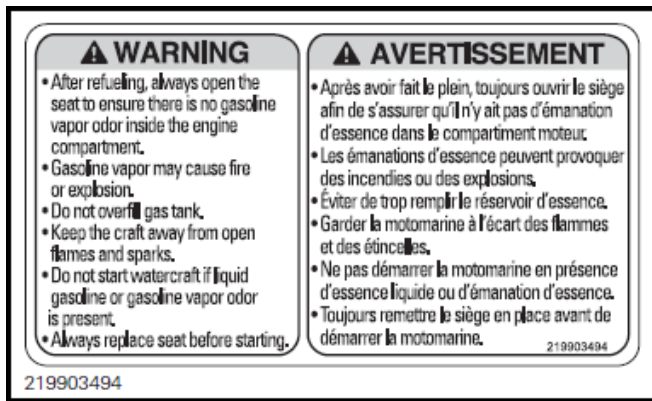 WARNING
• After refueling, always open the
seat to ensure there is no gasoline
vapor odor inside the engine
compartment.
• Gasoline vapor may cause fire
or explosion.
• Do not overfill gas tank.
• Keep the craft away from open
flames and sparks.
• Do not start watercraft if liquid
gasoline or gasoline vapor odor
is present.
• Always replace seat before starting.
AVERTISSEMENT
• Après avoir fait le plein, toujours ouvrir le siège
afin de s'assurer qu'il n'y ait pas d'émanation
d'essence dans le compartiment moteur.
• Les émanations d'essence peuvent provoquer
des incendies ou des explosions.
• Éviter de trop remplir le réservoir d'essence.
• Garder la motomarine à l'écart des flammes
et des étincelles.
• Ne pas démarrer la motomarine en présence
d'essence liquide ou d'émanation d'essence.
• Toujours remettre le siège en place avant de
démarrer la motomarine.
219903494
219903494